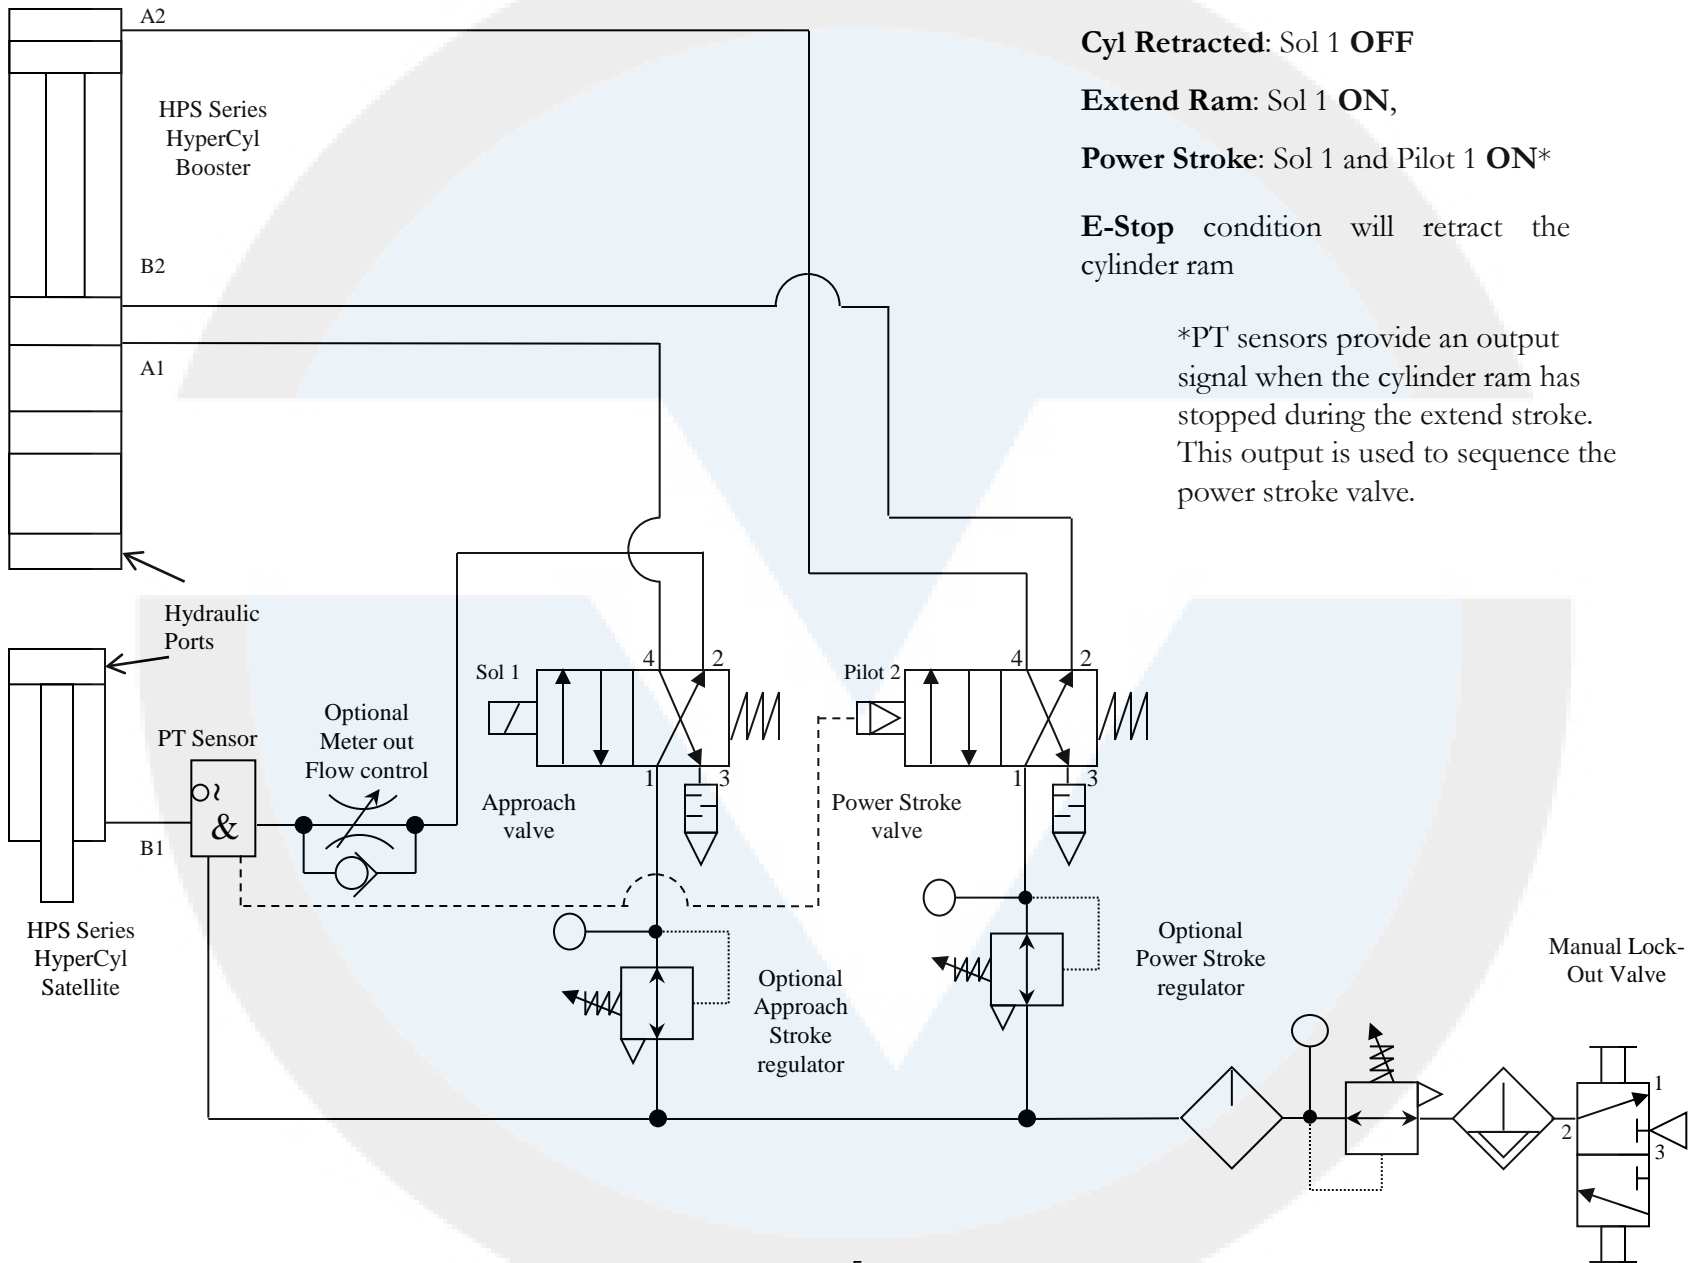 A2
Cyl Retracted: Sol 1 OFF
HPS Series
HyperCyl
Booster
Extend Ram: Sol 1 ON,
Power Stroke: Sol 1 and Pilot 1 ON*
E-Stop condition will retract the
cylinder ram
B2
*PT sensors provide an output
signal when the cylinder ram has
stopped during the extend stroke.
This output is used to sequence the
power stroke valve.
A1
Hydraulic
Ports
Sol 1
4
2
Pilot 2
4
2
PT Sensor
&
Optional
Meter out
Flow control
1
3
1
3
Approach
valve
Power Stroke
valve
B1
HPS Series
HyperCyl
Satellite
Optional
Approach
Stroke
regulator
Optional
Power Stroke
regulator
Manual Lock-
Out Valve
1
2
3